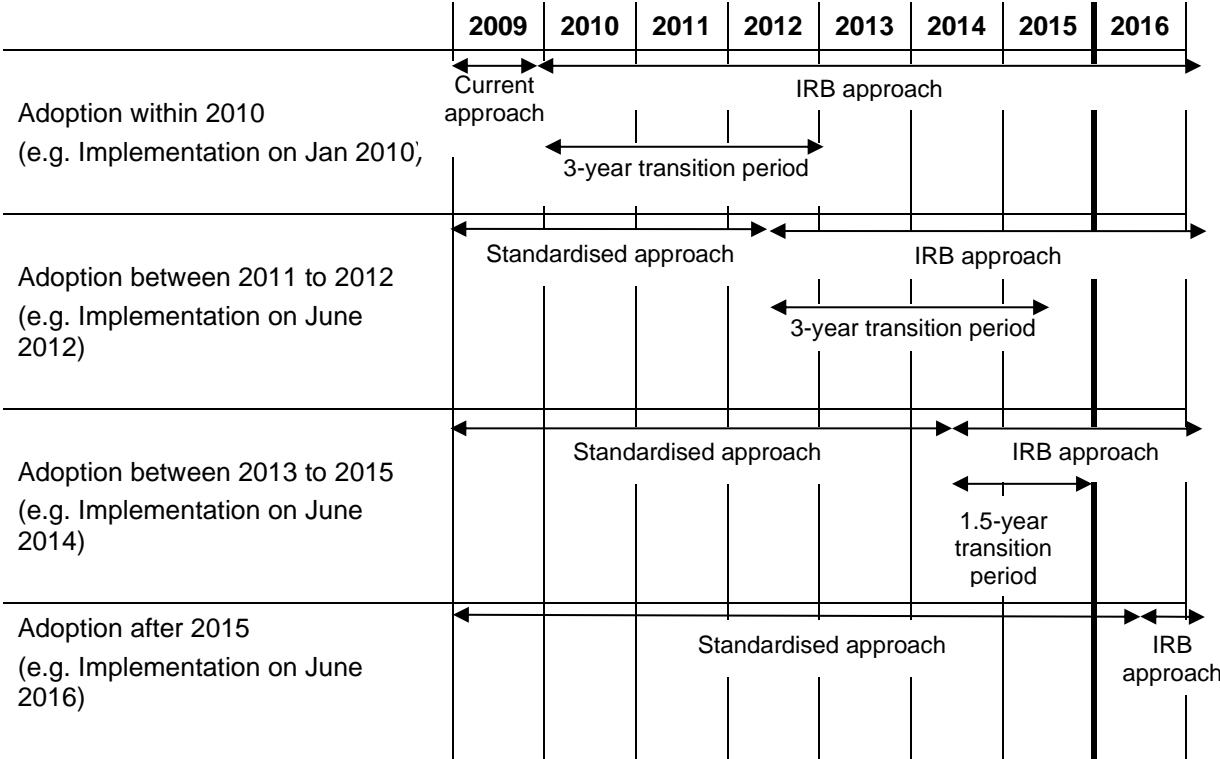 2009 2010 2011 2012 2013 2014 2015 2016
Current
approach
IRB approach
Adoption within 2010
(e.g. Implementation on Jan 2010)
3-year transition period
Standardised approach
IRB approach
Adoption between 2011 to 2012
(e.g. Implementation on June
2012)
3-year transition period
Standardised approach
IRB approach
Adoption between 2013 to 2015
(e.g. Implementation on June
2014)
1.5-year
transition
period
Adoption after 2015
(e.g. Implementation on June
2016)
Standardised approach
IRB
approach